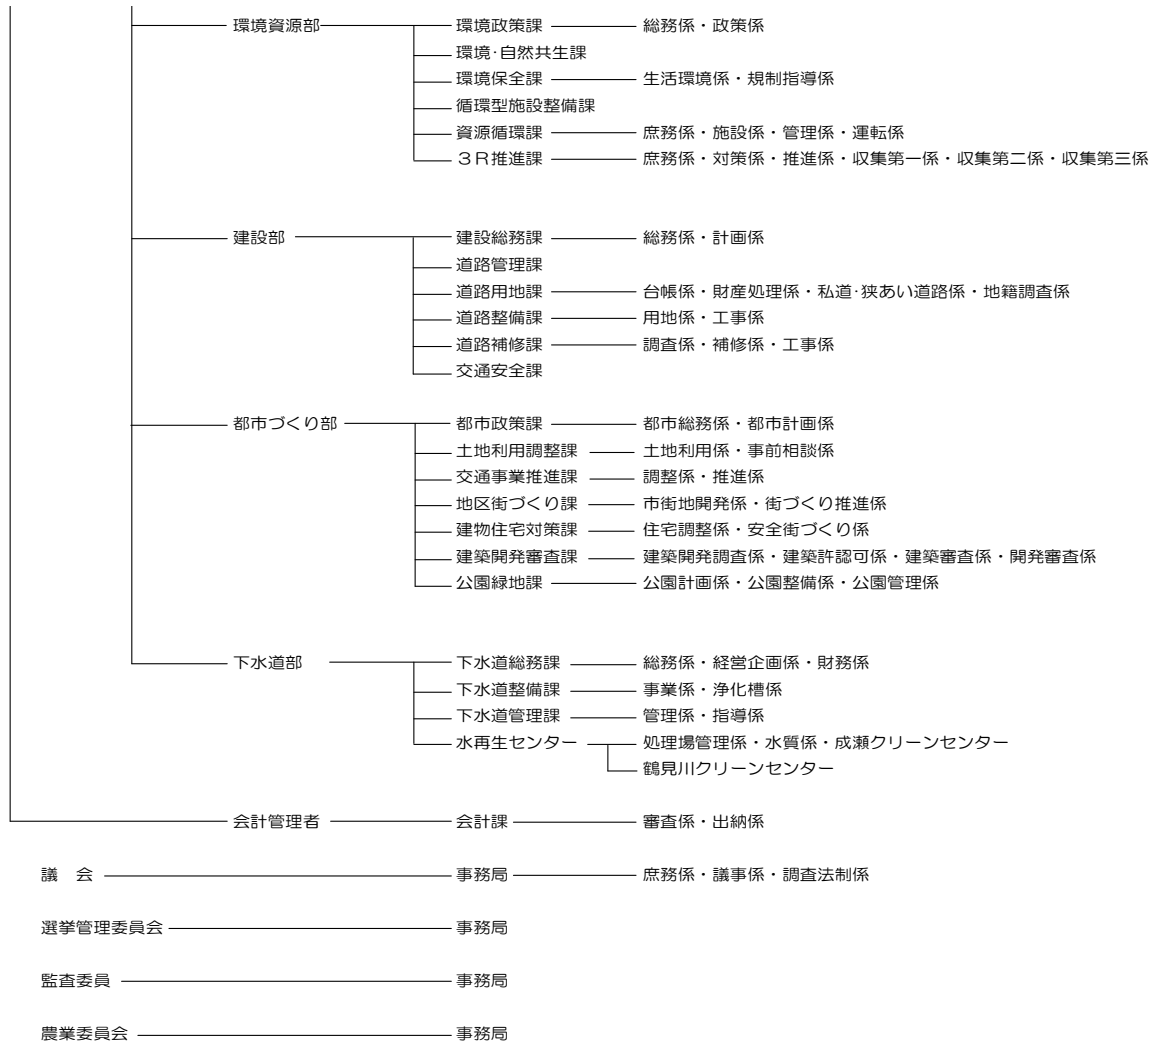 環境資源部 環境政策課 総務係・政策係
環境・自然共生課
環境保全課 生活環境係・規制指導係
循環型施設整備課
資源循環課 庶務係・施設係・管理係・運転係
３Ｒ推進課 庶務係・対策係・推進係・収集第一係・収集第二係・収集第三係
建設部 建設総務課 総務係・計画係
道路管理課
道路用地課 台帳係・財産処理係・私道・狭あい道路係・地籍調査係
道路整備課 用地係・工事係
道路補修課 調査係・補修係・工事係
交通安全課
都市づくり部 都市政策課 都市総務係・都市計画係
土地利用調整課 土地利用係・事前相談係
交通事業推進課 調整係・推進係
地区街づくり課 市街地開発係・街づくり推進係
建物住宅対策課 住宅調整係・安全街づくり係
建築開発審査課 建築開発調査係・建築許認可係・建築審査係・開発審査係
公園緑地課 公園計画係・公園整備係・公園管理係
下水道部 下水道総務課 総務係・経営企画係・財務係
下水道整備課 事業係・浄化槽係
下水道管理課 管理係・指導係
水再生センター 処理場管理係・水質係・成瀬クリーンセンター
鶴見川クリーンセンター
会計管理者 会計課 審査係・出納係
議　会 事務局 庶務係・議事係・調査法制係
選挙管理委員会 事務局
監査委員 事務局
農業委員会 事務局